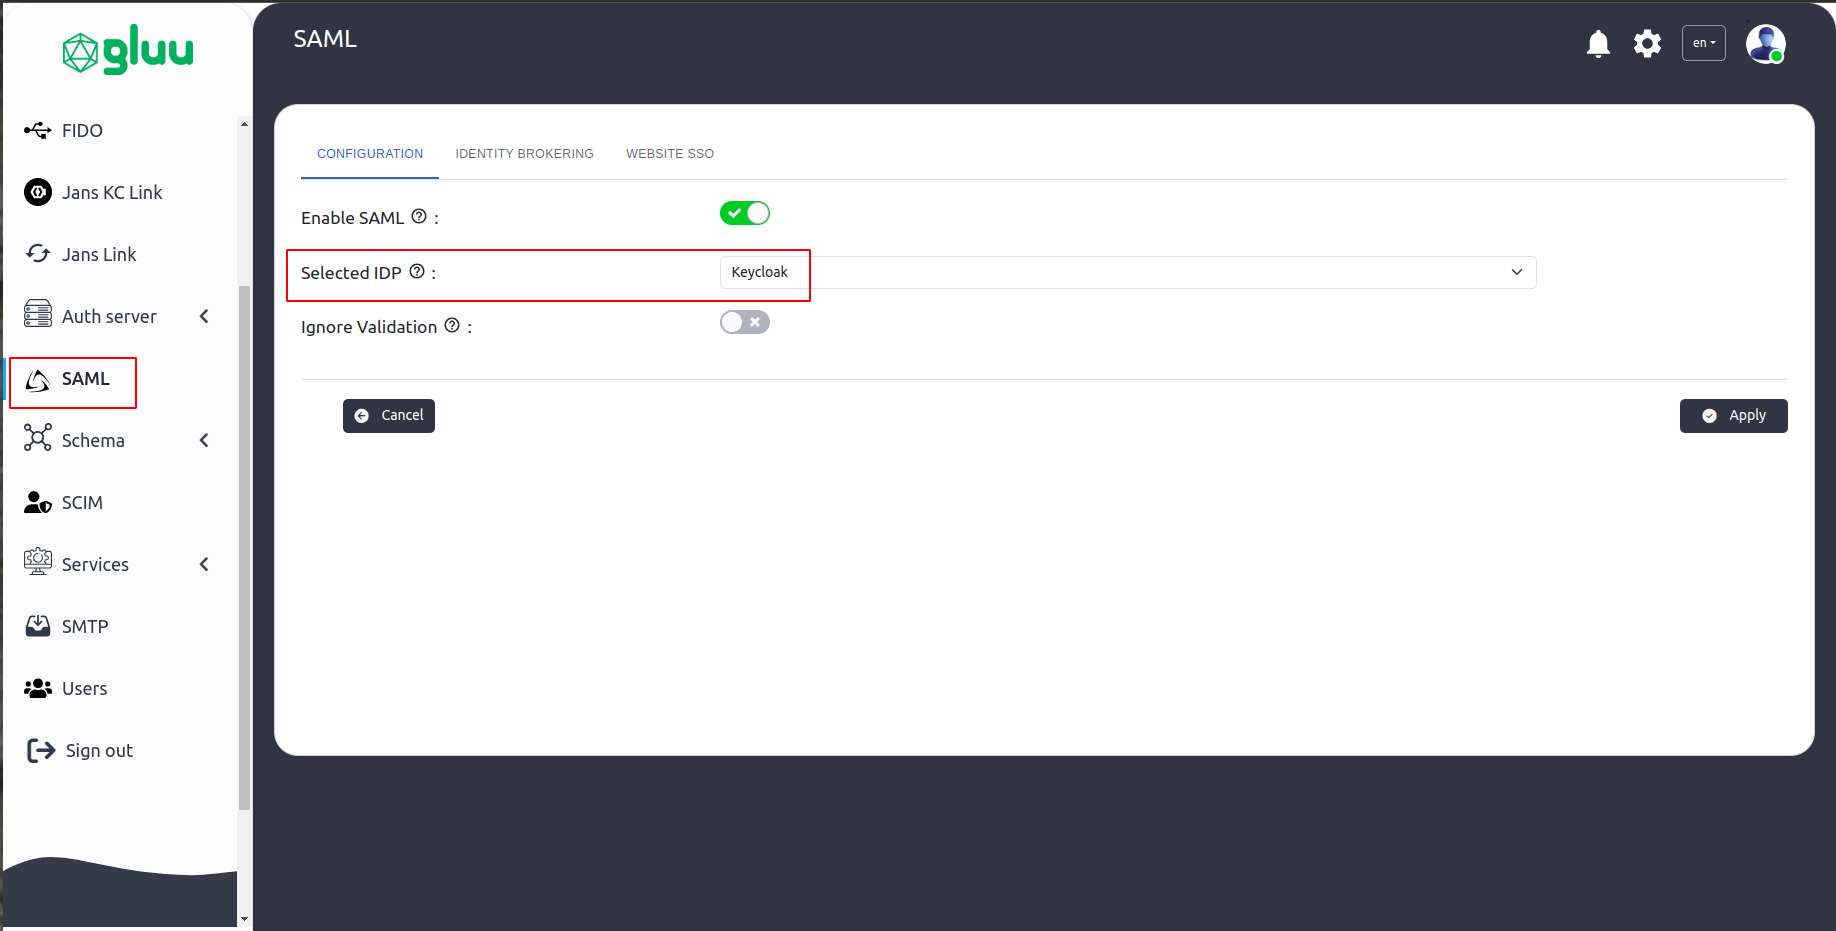 gluu
FIDO
Jans KC Link
Jans Link
Auth server
SAML
Schema
SCIM
Services
SMTP
Users
Sign out
SAML
en
CONFIGURATION IDENTITY BROKERING WEBSITE SSO
Enable SAML ? :
Selected IDP ? : Keycloak
Ignore Validation ? :
Cancel Apply